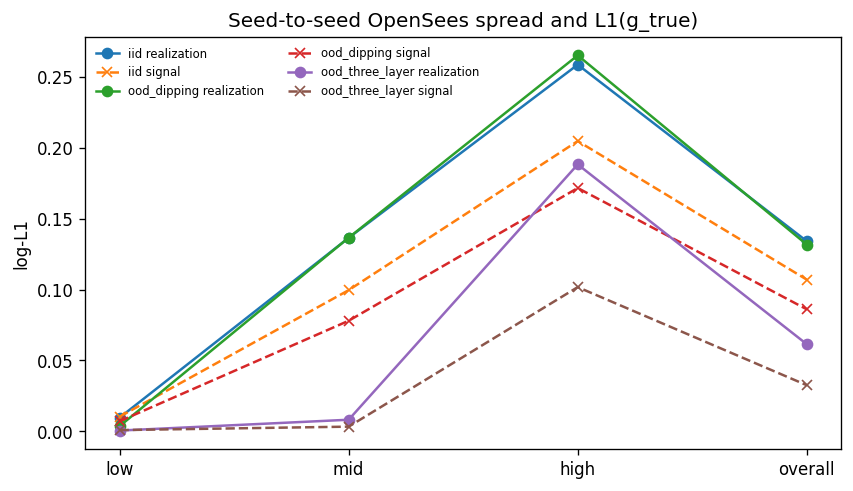 Seed-to-seed OpenSees spread and L1(g_true)
iid realization
iid signal
ood_dipping realization
ood_dipping signal
ood_three_layer realization
ood_three_layer signal
log-L1
0.25
0.20
0.15
0.10
0.05
0.00
low mid high overall